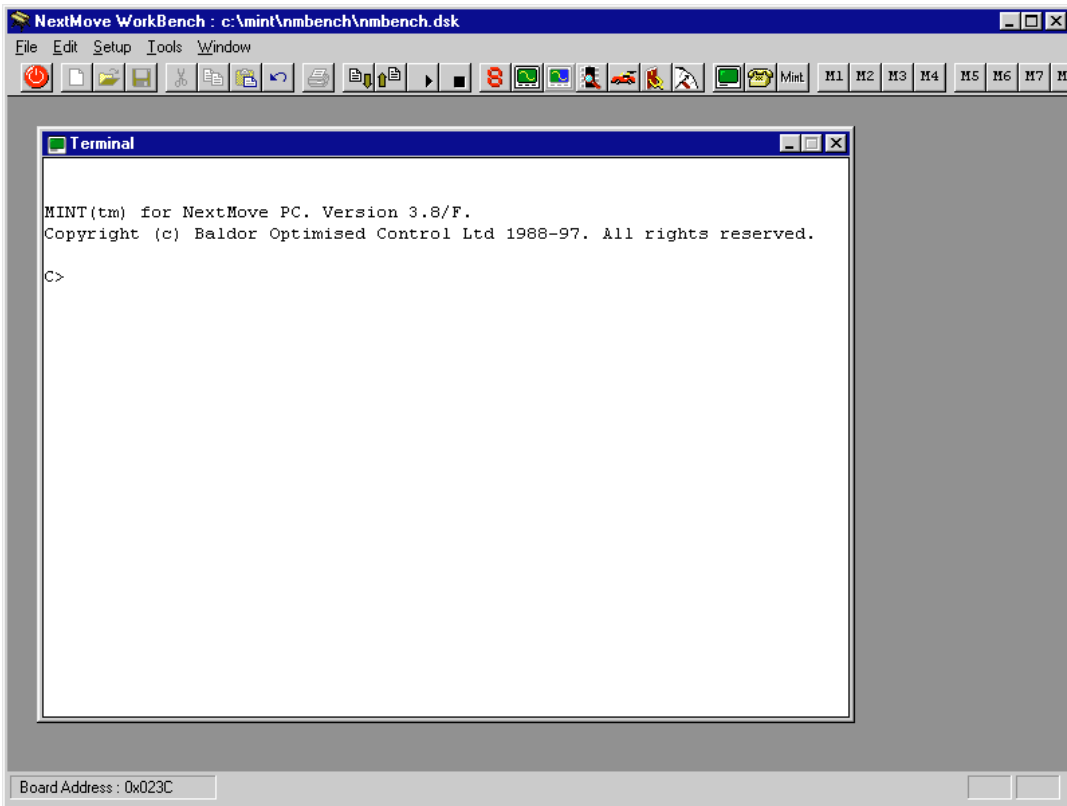 NextMove WorkBench : c:\mint\nmbench\nmbench.dsk
File Edit Setup Tools Window
8 Mint M1 M2 M3 M4 M5 M6 M7 M
Terminal
MINT(tm) for NextMove PC. Version 3.8/F.
Copyright (c) Baldor Optimised Control Ltd 1988-97. All rights reserved.
C>
Board Address : 0x023C